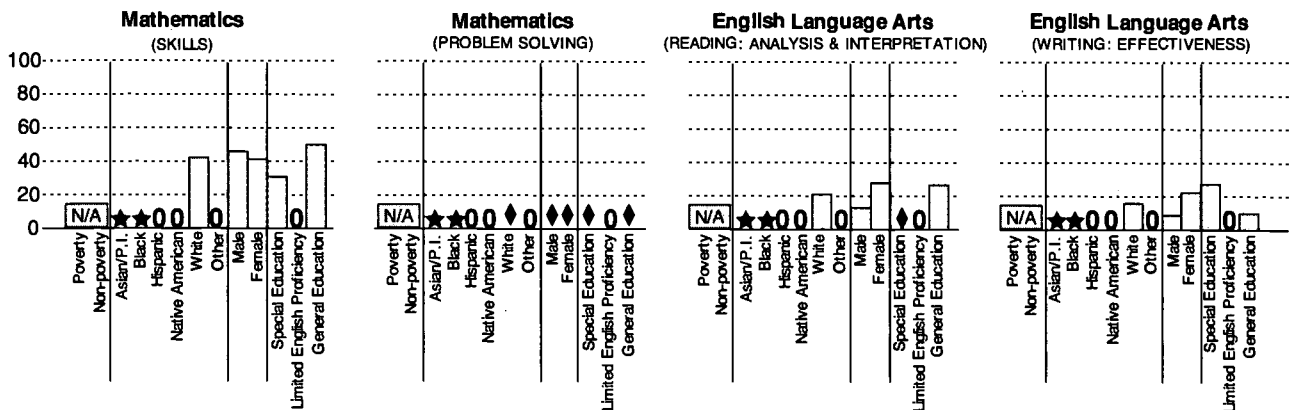 Mathematics
(SKILLS)
100
80
60
40
20
0
N/A
0
0
0
0
Poverty
Non-poverty
Asian/P.I.
Black
Hispanic
Native American
White
Other
Male
Female
Special Education
Limited English Proficiency
General Education
Mathematics
(PROBLEM SOLVING)
N/A
0
0
0
0
Poverty
Non-poverty
Asian/P.I.
Black
Hispanic
Native American
White
Other
Male
Female
Special Education
Limited English Proficiency
General Education
English Language Arts
(READING: ANALYSIS & INTERPRETATION)
N/A
0
0
0
0
Poverty
Non-poverty
Asian/P.I.
Black
Hispanic
Native American
White
Other
Male
Female
Special Education
Limited English Proficiency
General Education
English Language Arts
(WRITING: EFFECTIVENESS)
N/A
0
0
0
0
Poverty
Non-poverty
Asian/P.I.
Black
Hispanic
Native American
White
Other
Male
Female
Special Education
Limited English Proficiency
General Education